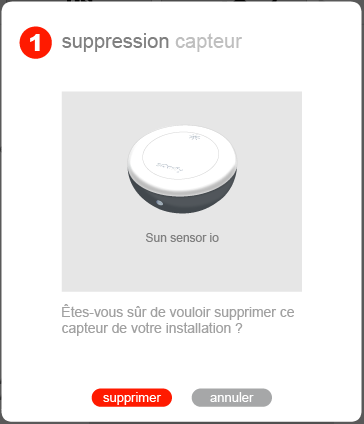 1 suppression capteur
somfy
Sun sensor io
Êtes-vous sûr de vouloir supprimer ce
capteur de votre installation ?
supprimer annuler